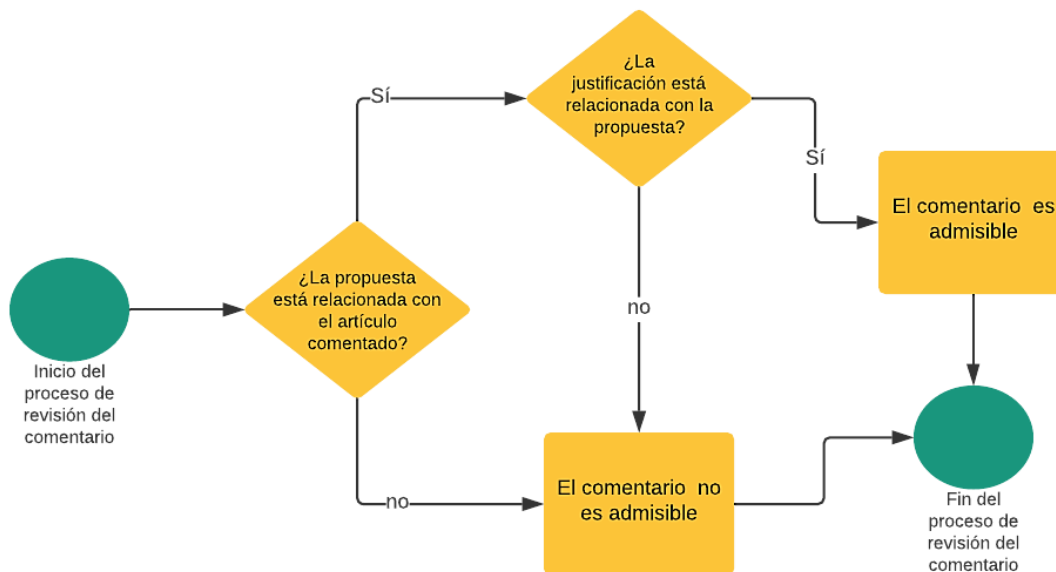 Inicio del
proceso de
revisión del
comentario
¿La propuesta
está relacionada con
el artículo
comentado?
Sí
no
¿La
justificación está
relacionada con la
propuesta?
Sí
no
El comentario es
admisible
El comentario no
es admisible
Fin del
proceso de
revisión del
comentario